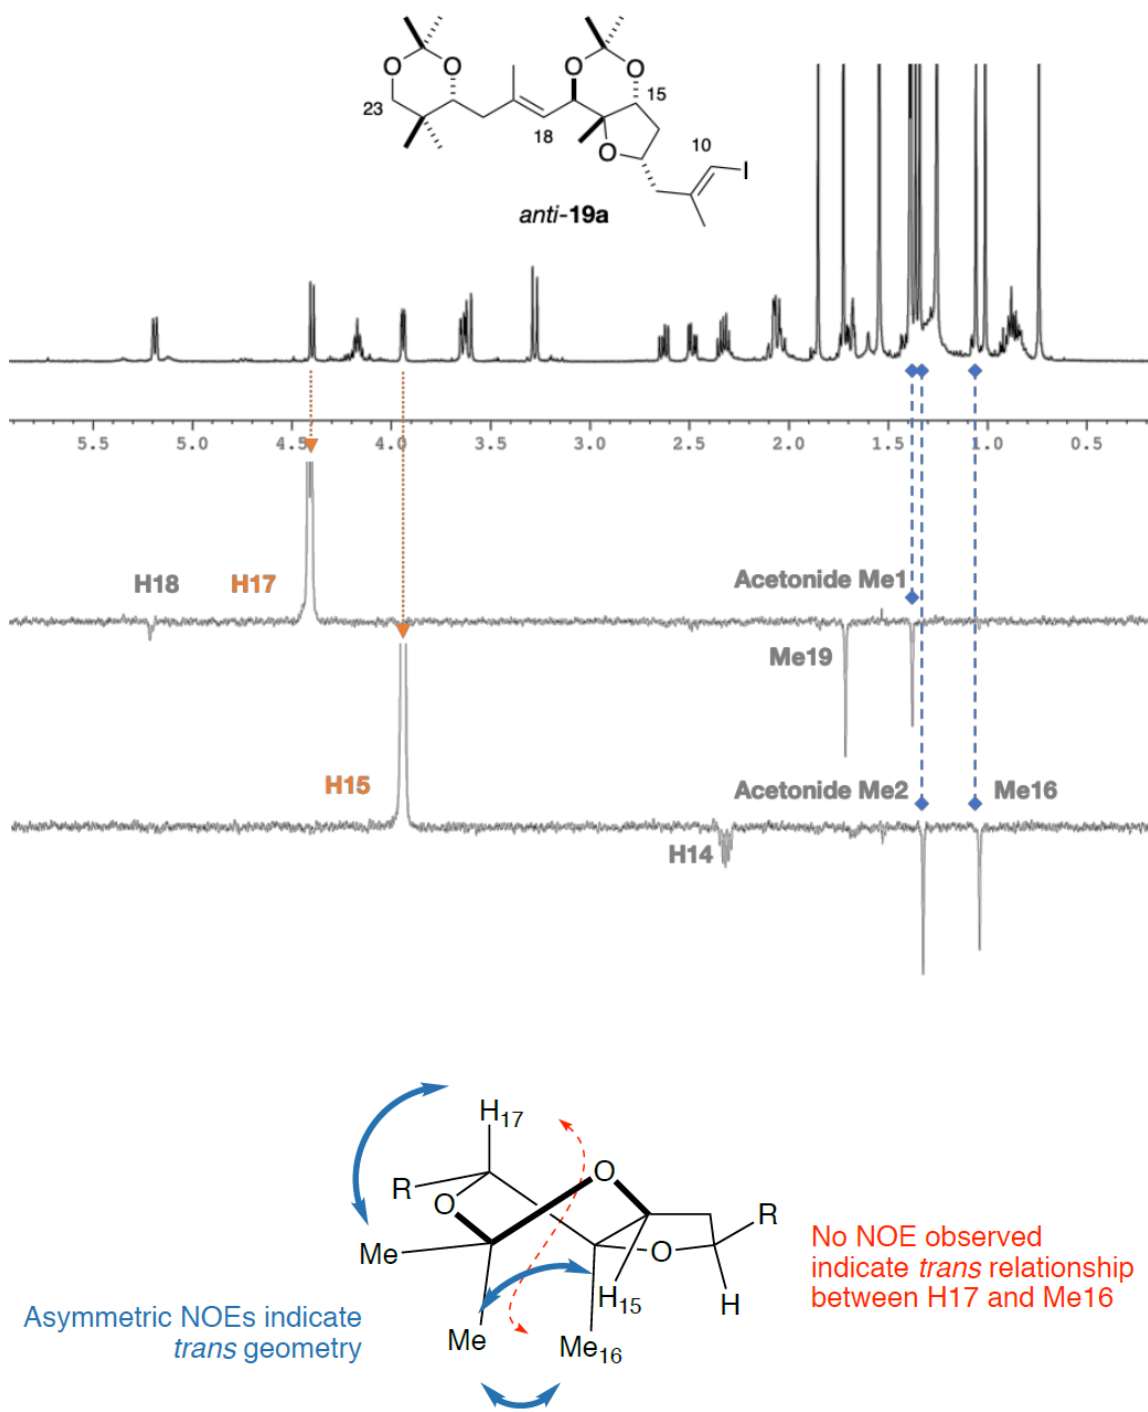 O
O
O
O
15
23
18
O
10
I
anti-19a
5.5 5.0 4.5 4.0 3.5 3.0 2.5 2.0 1.5 1.0 0.5
H18 H17 Acetonide Me1
Me19
H15 Acetonide Me2 Me16
H14
H17
O
R
O
R
O
Me
H15
H
Me
Me16
No NOE observed
indicate trans relationship
between H17 and Me16
Asymmetric NOEs indicate
trans geometry